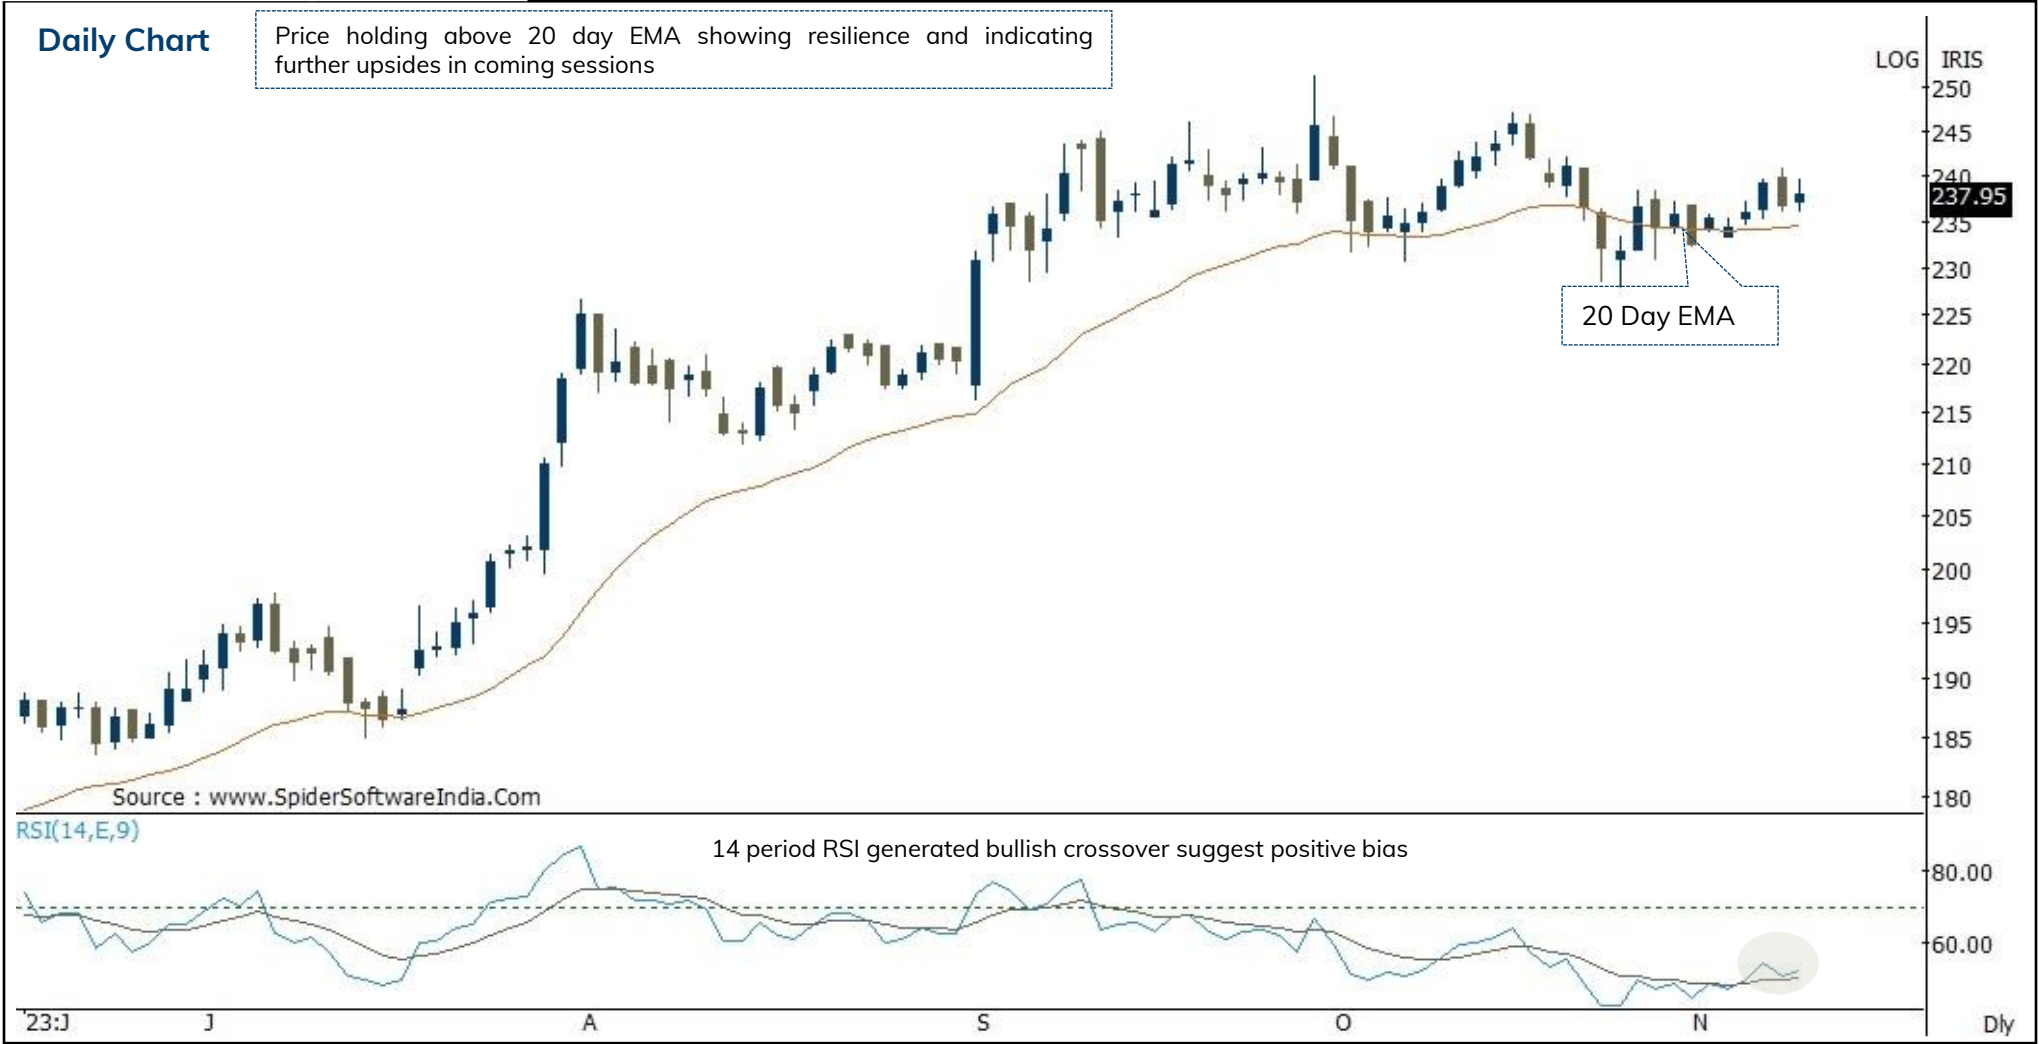 Daily Chart
Price holding above 20 day EMA showing resilience and indicating
further upsides in coming sessions
LOG
IRIS
250
245
240
237.95
235
230
20 Day EMA
225
220
215
210
205
200
195
190
185
180
Source : www.SpiderSoftwareIndia.Com
RSI(14,E,9)
14 period RSI generated bullish crossover suggest positive bias
80.00
60.00
'23:J
J
A
S
O
N
Dly